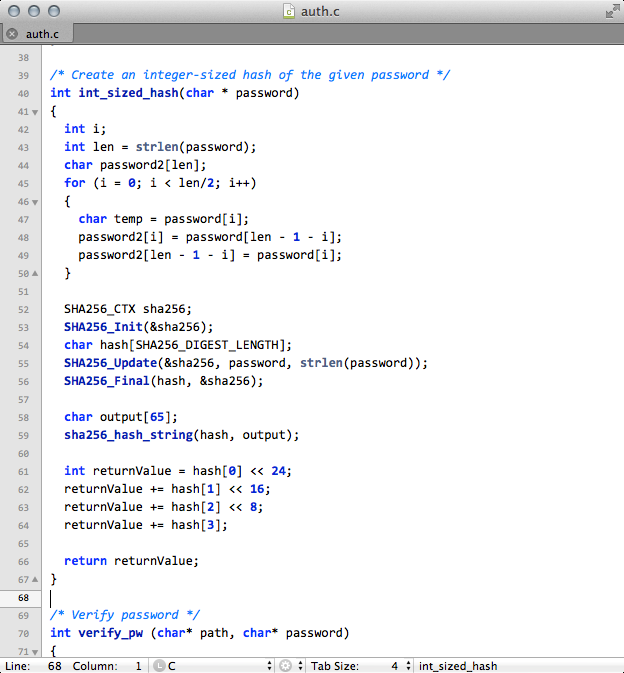 auth.c
auth.c
38
39 /* Create an integer-sized hash of the given password */
40 int int_sized_hash(char * password)
41 {
42   int i;
43   int len = strlen(password);
44   char password2[len];
45   for (i = 0; i < len/2; i++)
46   {
47     char temp = password[i];
48     password2[i] = password[len - 1 - i];
49     password2[len - 1 - i] = password[i];
50   }
51
52   SHA256_CTX sha256;
53   SHA256_Init(&sha256);
54   char hash[SHA256_DIGEST_LENGTH];
55   SHA256_Update(&sha256, password, strlen(password));
56   SHA256_Final(hash, &sha256);
57
58   char output[65];
59   sha256_hash_string(hash, output);
60
61   int returnValue = hash[0] << 24;
62   returnValue += hash[1] << 16;
63   returnValue += hash[2] << 8;
64   returnValue += hash[3];
65
66   return returnValue;
67 }
68
69 /* Verify password */
70 int verify_pw (char* path, char* password)
71 {
Line: 68 Column: 1 L C Tab Size: 4 int_sized_hash